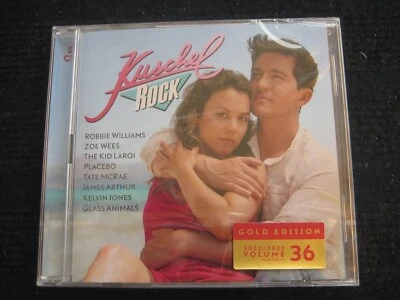 Kuschel
ROCK
ROBBIE WILLIAMS
ZOE WEES
THE KID LAROI
PLACEBO
TATE MCRAE
JAMES ARTHUR
KELVIN JONES
GLASS ANIMALS
GOLD EDITION
VOLUME 36